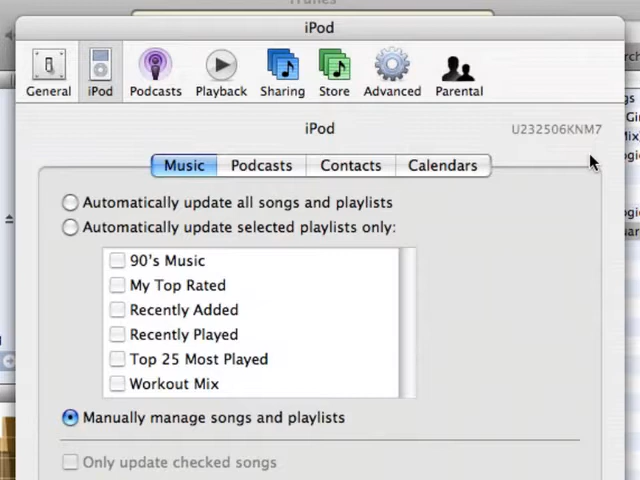 iPod
General iPod Podcasts Playback Sharing Store Advanced Parental
iPod U232506KNM7
Music Podcasts Contacts Calendars
Automatically update all songs and playlists
Automatically update selected playlists only:
90's Music
My Top Rated
Recently Added
Recently Played
Top 25 Most Played
Workout Mix
Manually manage songs and playlists
Only update checked songs